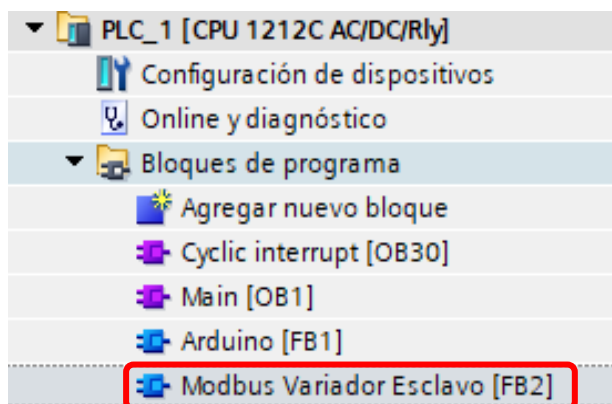 PLC_1 [CPU 1212C AC/DC/Rly]
Configuración de dispositivos
Online y diagnóstico
Bloques de programa
Agregar nuevo bloque
Cyclic interrupt [OB30]
Main [OB1]
Arduino [FB1]
Modbus Variador Esclavo [FB2]